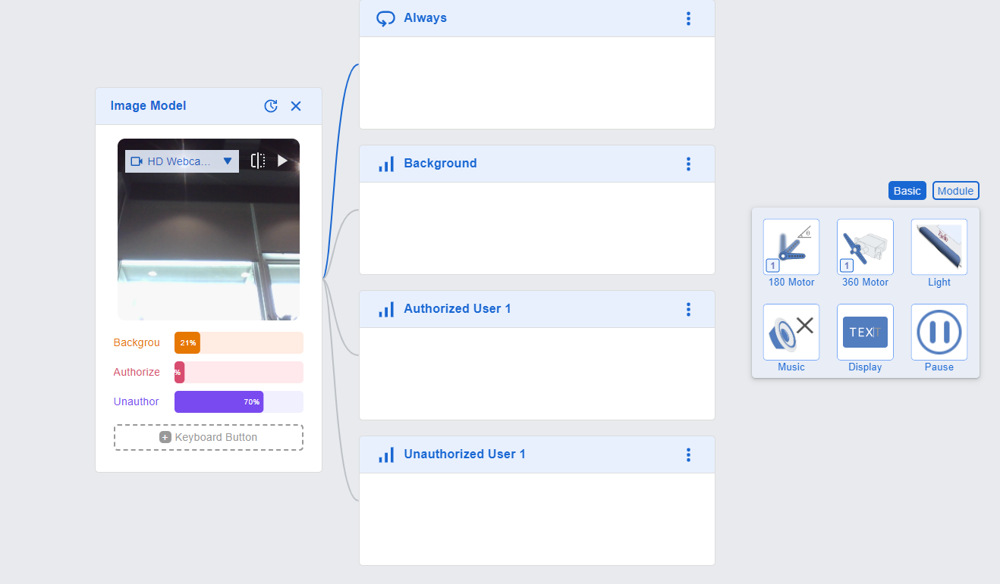 Always
Image Model
HD Webca...
Background
Basic
Module
θ
1
1
180 Motor
360 Motor
Light
Authorized User 1
TEXT
Music
Display
Pause
Backgrou
21%
Authorize
%
Unauthor
70%
Keyboard Button
Unauthorized User 1